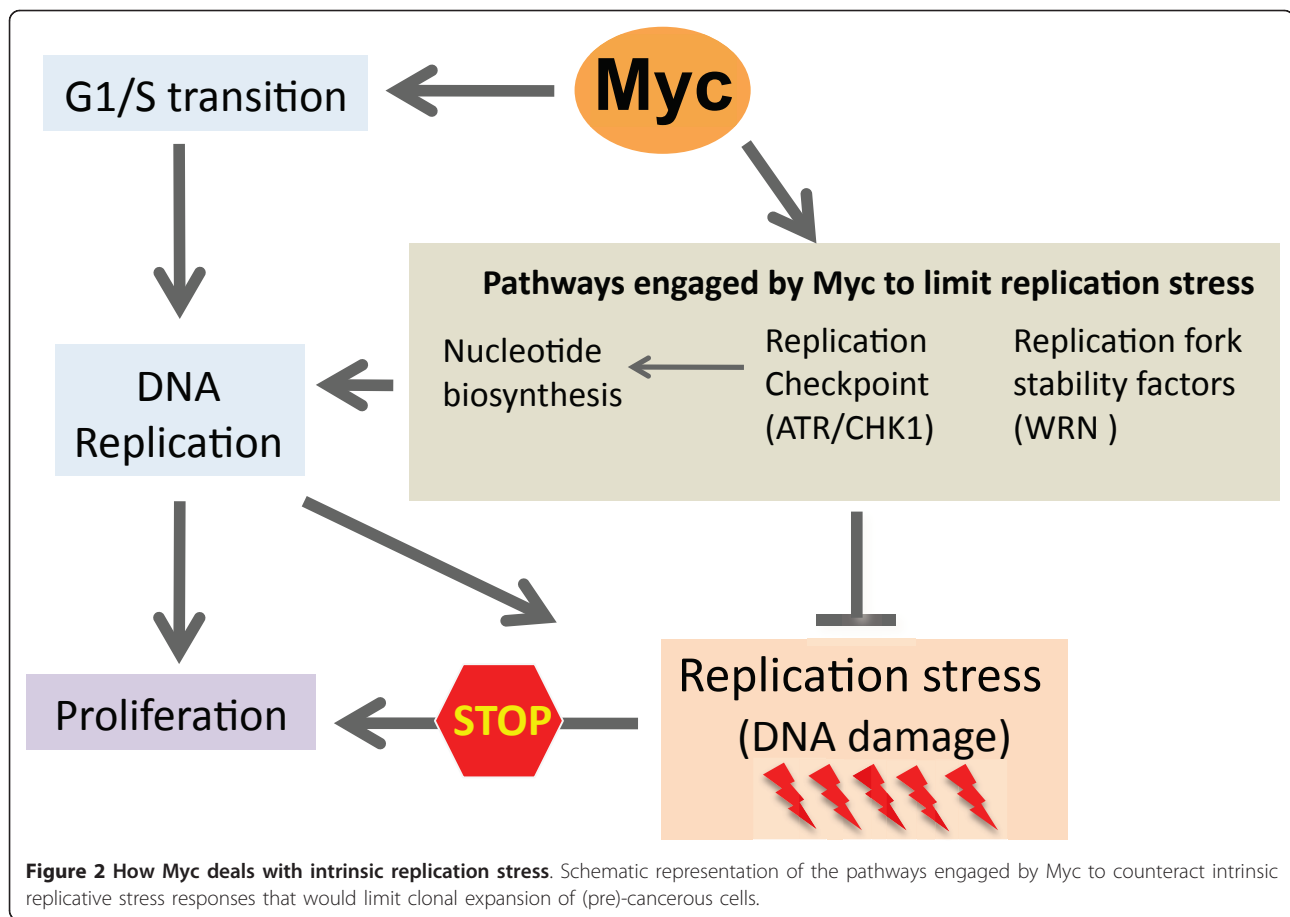 G1/S transition
Myc
Pathways engaged by Myc to limit replication stress
Nucleotide
biosynthesis
Replication
Checkpoint
(ATR/CHK1)
Replication fork
stability factors
(WRN )
DNA
Replication
Proliferation
STOP
Replication stress
(DNA damage)
Figure 2 How Myc deals with intrinsic replication stress. Schematic representation of the pathways engaged by Myc to counteract intrinsic
replicative stress responses that would limit clonal expansion of (pre)-cancerous cells.